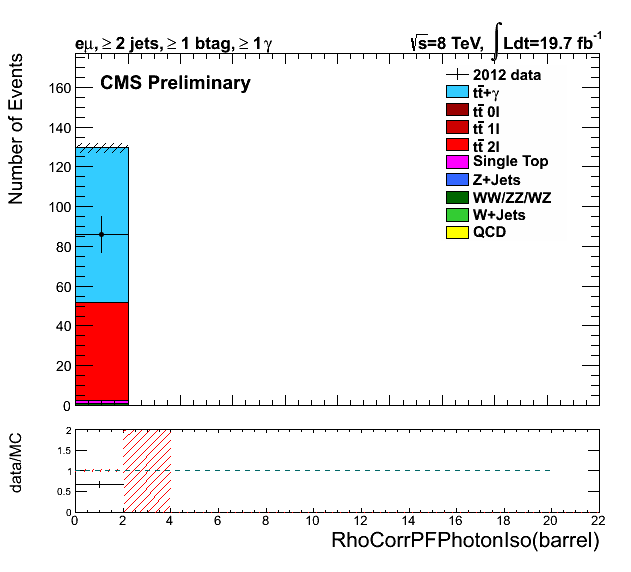 eμ, ≥ 2 jets, ≥ 1 btag, ≥ 1γ
√s=8 TeV, ∫ Ldt=19.7 fb⁻¹
CMS Preliminary
2012 data
tt̄+γ
tt̄ 0l
tt̄ 1l
tt̄ 2l
Single Top
Z+Jets
WW/ZZ/WZ
W+Jets
QCD
Number of Events
160
140
120
100
80
60
40
20
0
data/MC
2
1.5
1
0.5
0
0 2 4 6 8 10 12 14 16 18 20 22
RhoCorrPFPhotonIso(barrel)